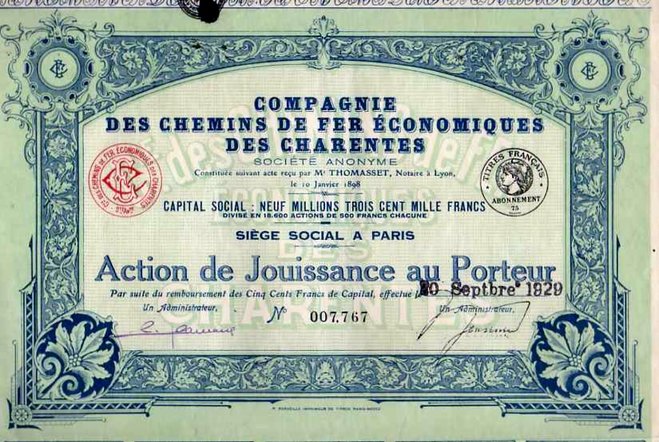 COMPAGNIE
DES CHEMINS DE FER ÉCONOMIQUES
DES CHARENTES
SOCIÉTÉ ANONYME
Constituée suivant acte reçu par Mᵉ THOMASSET, Notaire à Lyon,
le 10 Janvier 1898
CAPITAL SOCIAL : NEUF MILLIONS TROIS CENT MILLE FRANCS
DIVISÉ EN 18.600 ACTIONS DE 500 FRANCS CHACUNE
TITRES FRANÇAIS
ABONNEMENT
75
SIÈGE SOCIAL A PARIS
Action de Jouissance au Porteur
Par suite du remboursement des Cinq Cents Francs de Capital, effectué 20 Septbre 1929
Un Administrateur,
Nº 007.767
Un Administrateur,